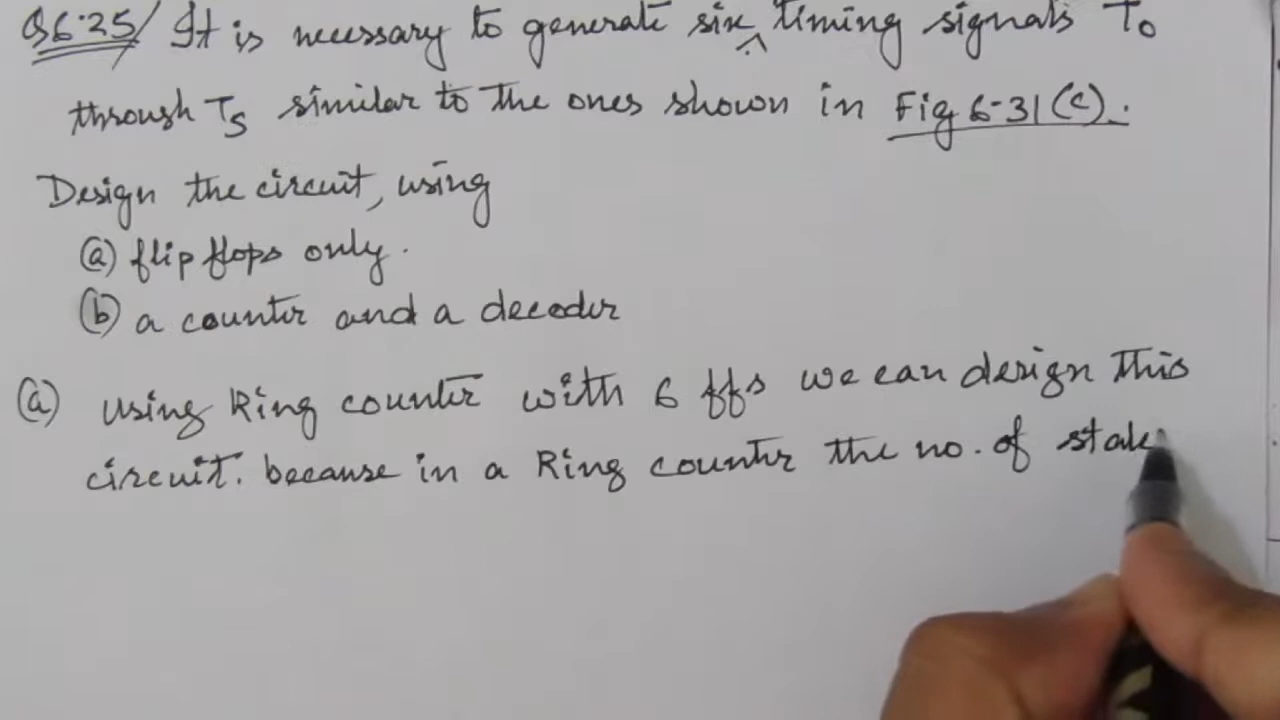 Q6.25/ It is necessary to generate six timing signals T0
through T5 similar to the ones shown in Fig 6-31(c).
Design the circuit, using
(a) flip flops only.
(b) a counter and a decoder
(a) using Ring counter with 6 ffs we can design this
circuit. because in a Ring counter the no. of state